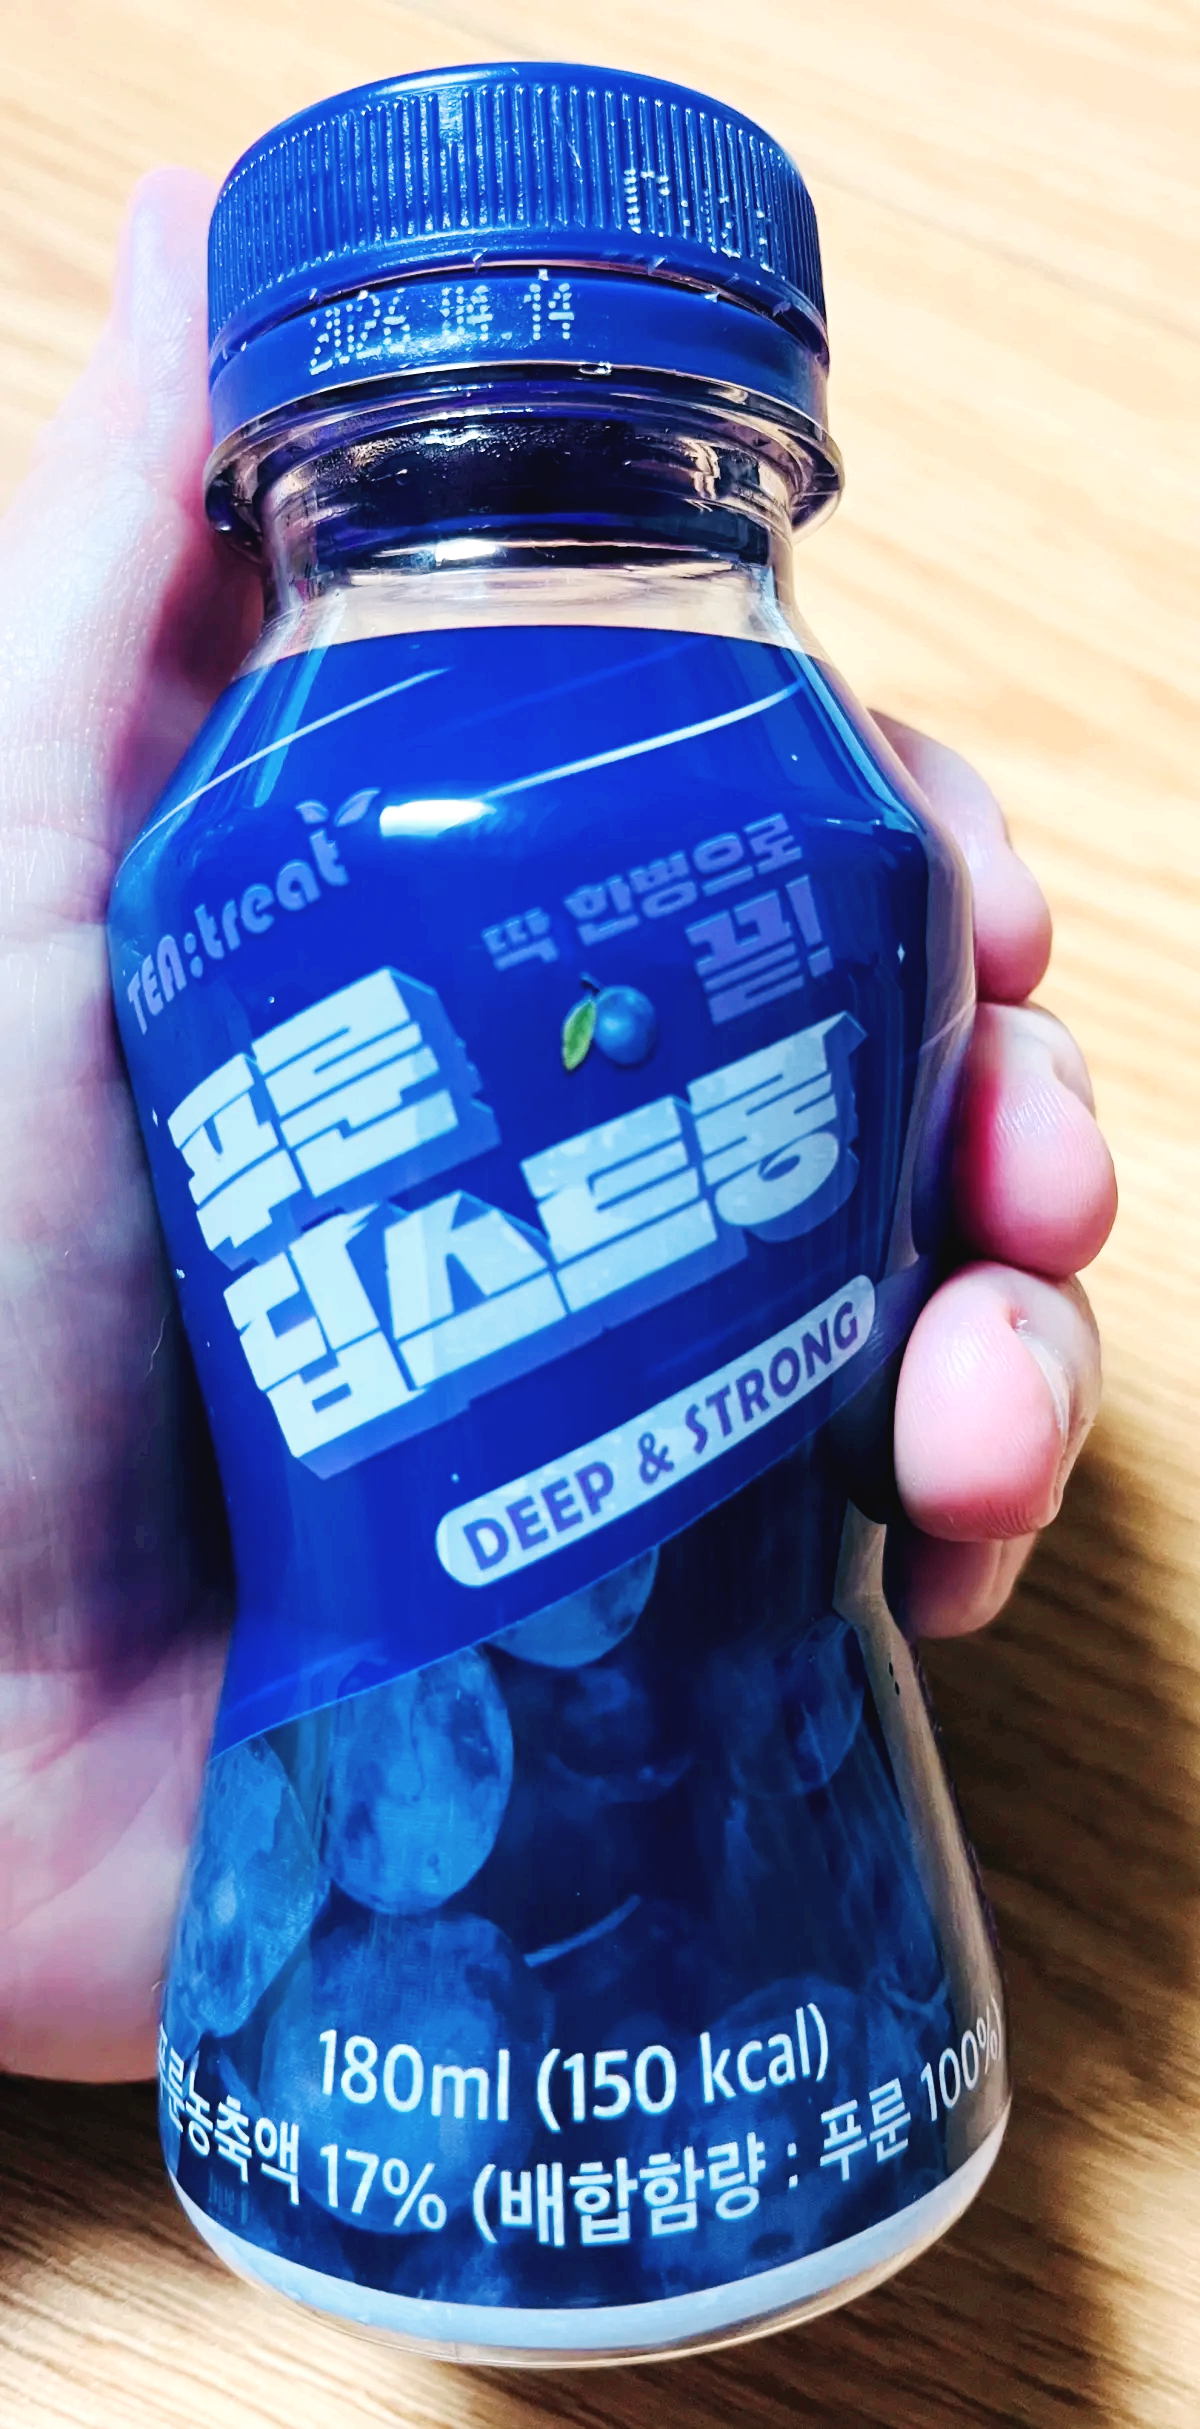 2026.04.14
TEA:treat
딱 한병으로
끝!
푸룬
딥스트롱
DEEP & STRONG
180ml (150 kcal)
푸룬농축액 17% (배합함량 : 푸룬 100%)